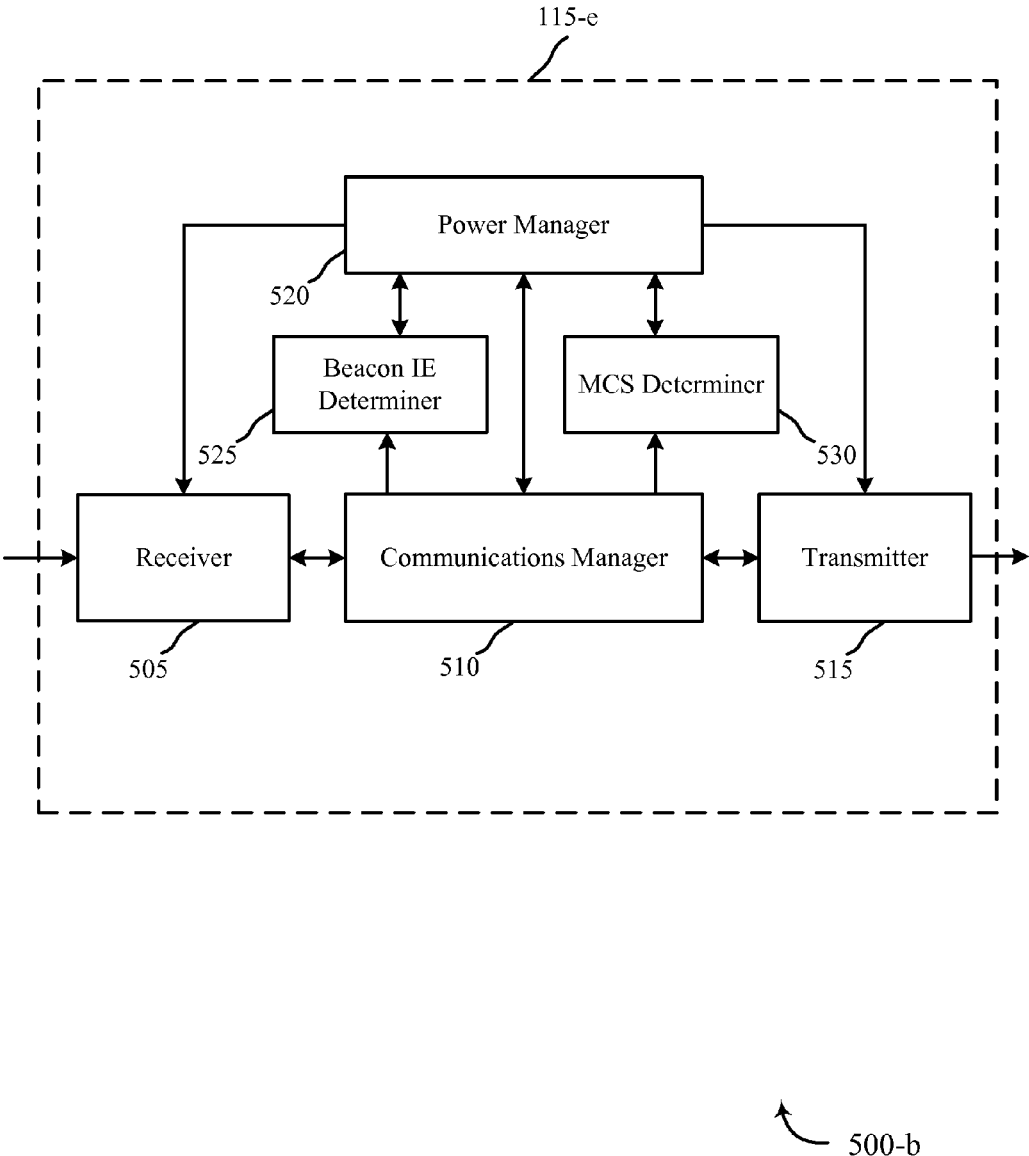 115-e
Power Manager
520
Beacon IE
Determiner
525
MCS Determiner
530
Receiver
505
Communications Manager
510
Transmitter
515
500-b